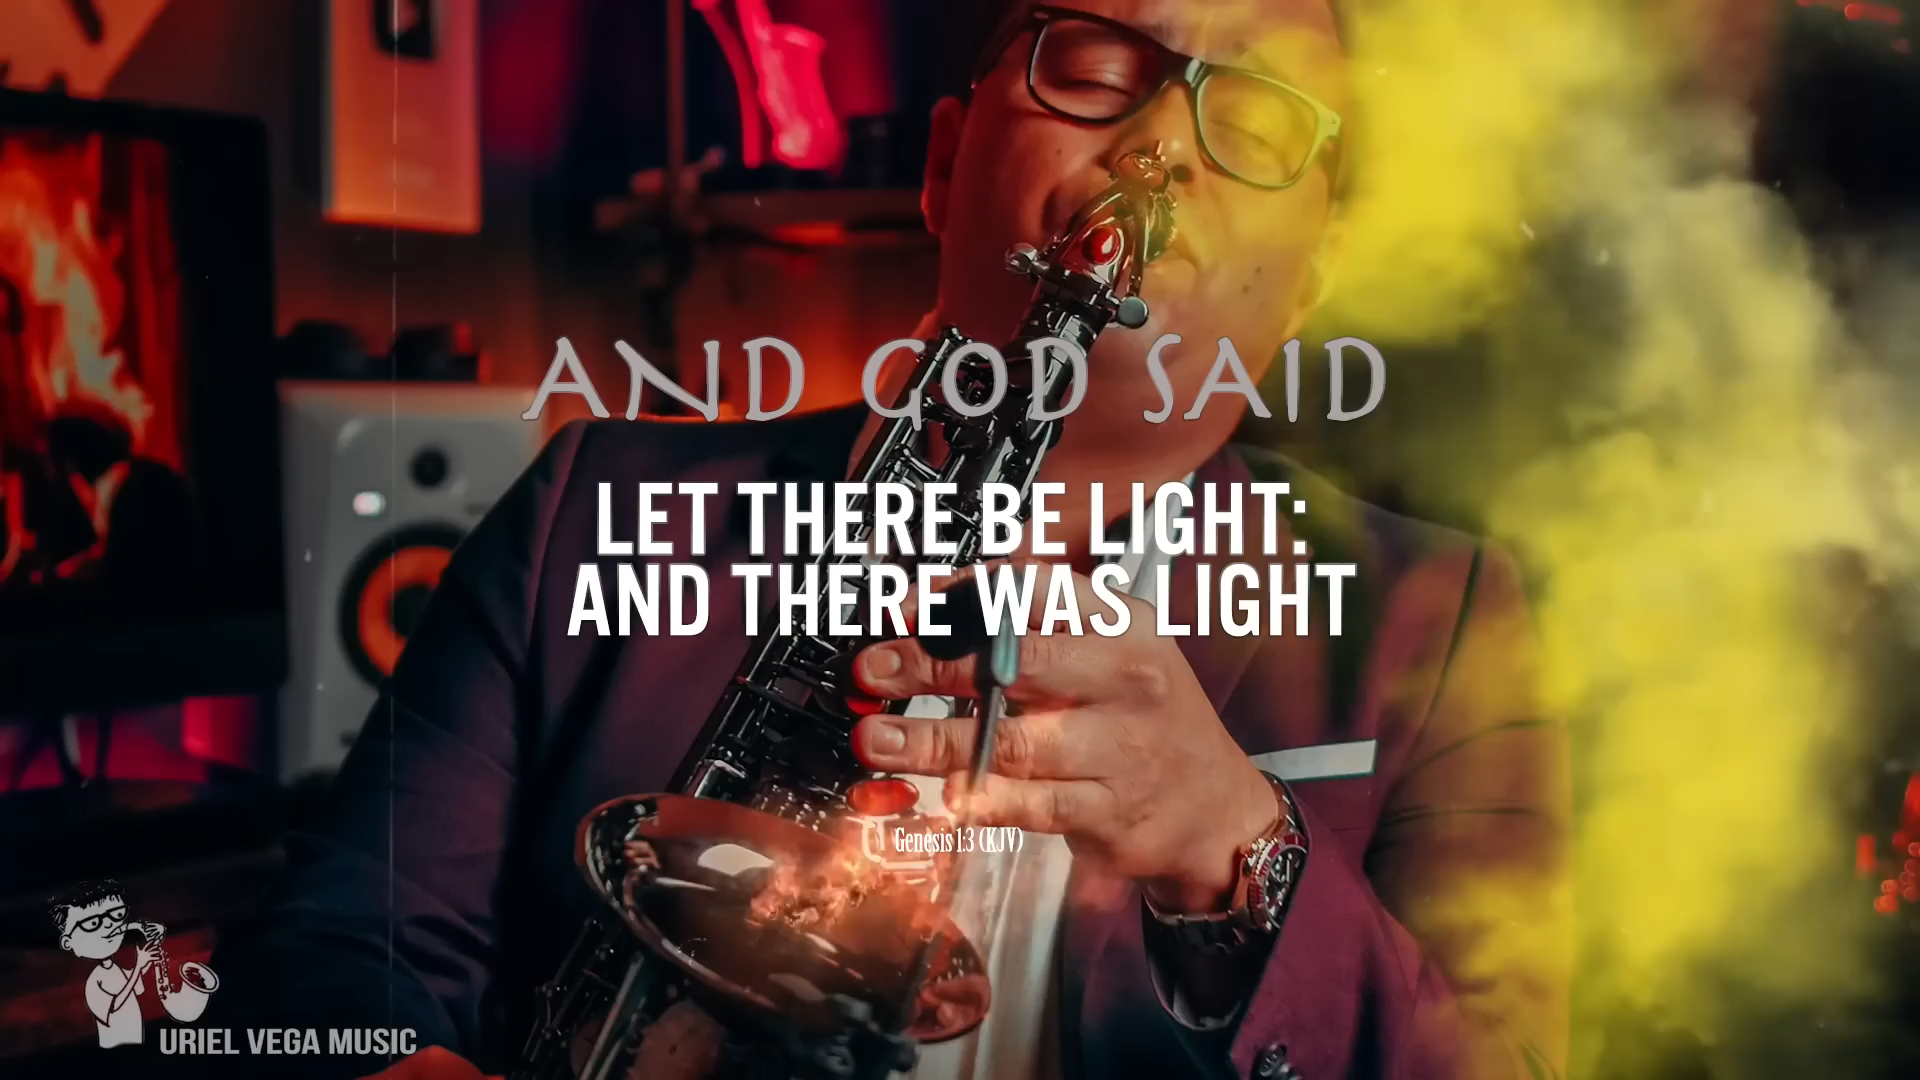 AND GOD SAID
LET THERE BE LIGHT:
AND THERE WAS LIGHT
Genesis 1:3 (KJV)
URIEL VEGA MUSIC